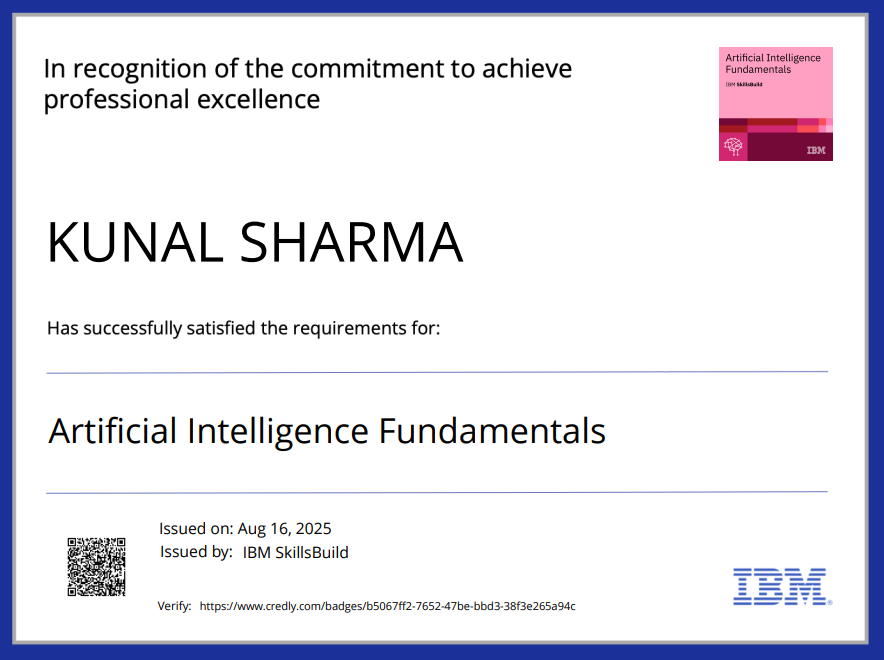 In recognition of the commitment to achieve
professional excellence
Artificial Intelligence
Fundamentals
IBM SkillsBuild
IBM
KUNAL SHARMA
Has successfully satisfied the requirements for:
Artificial Intelligence Fundamentals
Issued on: Aug 16, 2025
Issued by: IBM SkillsBuild
Verify: https://www.credly.com/badges/b5067ff2-7652-47be-bbd3-38f3e265a94c
IBM®